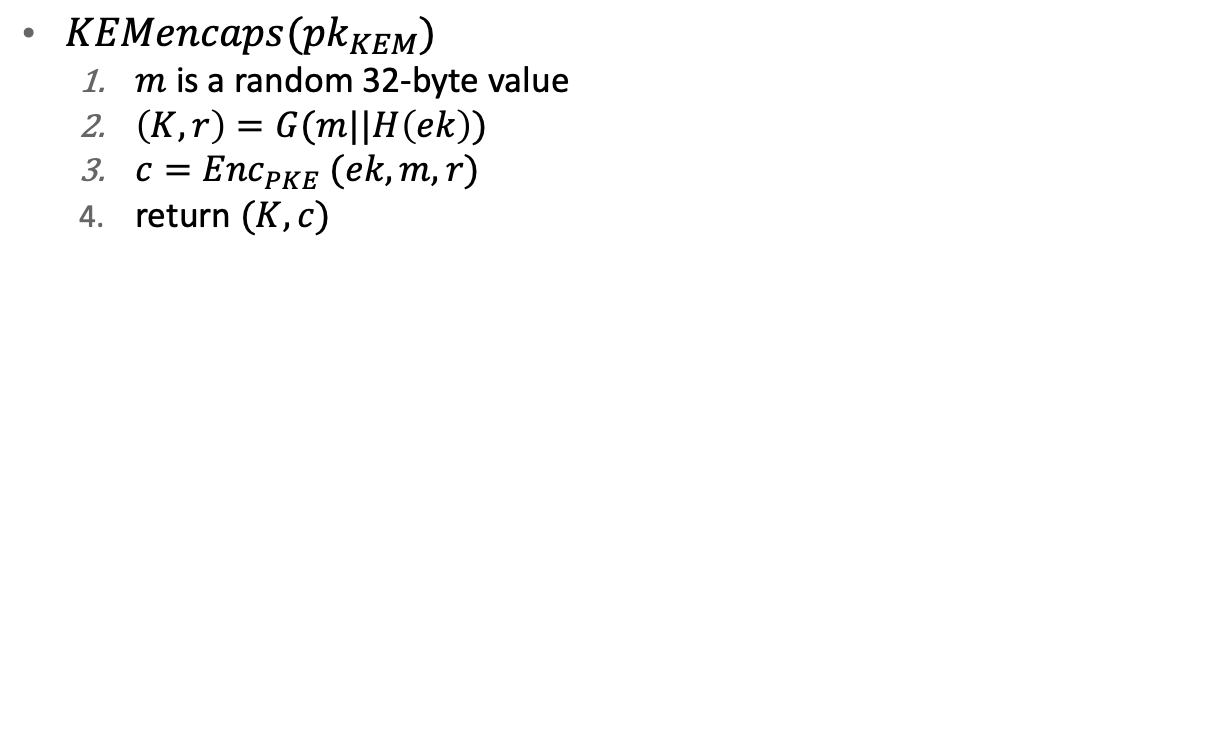 • KEMencaps(pk_KEM)
1. m is a random 32-byte value
2. (K, r) = G(m||H(ek))
3. c = Enc_PKE (ek, m, r)
4. return (K, c)